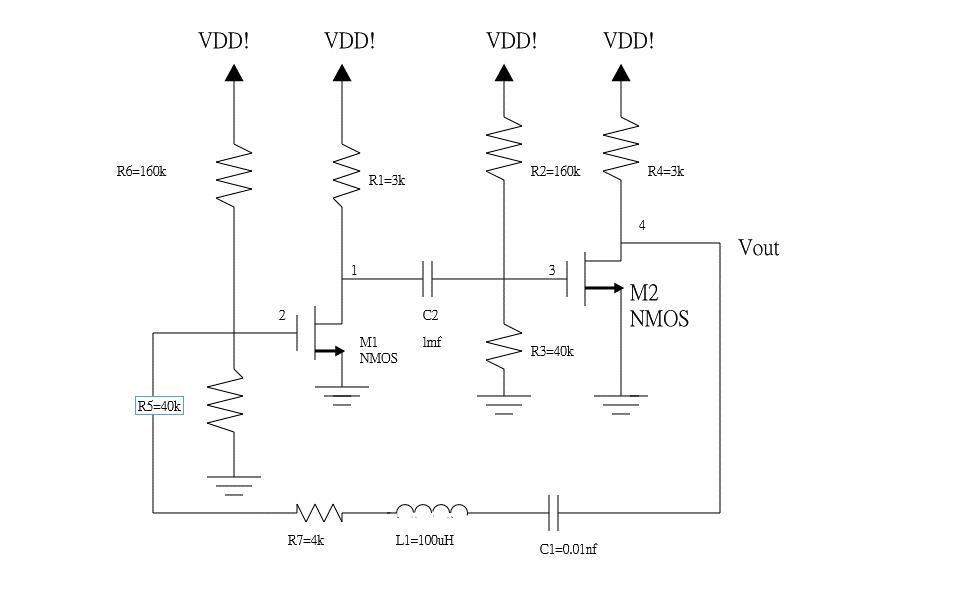 VDD! VDD! VDD! VDD!
R6=160k
R1=3k
R2=160k
R4=3k
4
Vout
1
3
M2
NMOS
2
C2
1mf
M1
NMOS
R3=40k
R5=40k
R7=4k
L1=100uH
C1=0.01nf